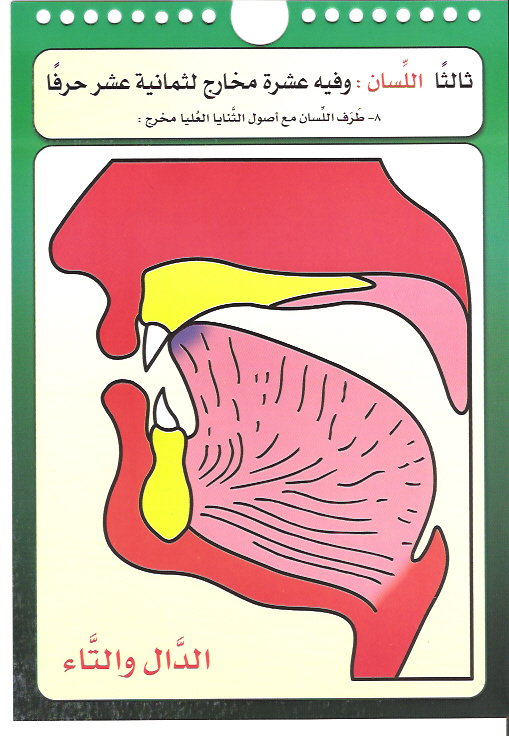 ثالثًا اللِّسان : وفيه عشرة مخارج لثمانية عشر حرفًا
٨- طَرَف اللِّسان مع أصول الثَّنايا العُليا مخرج :
الدَّال والتَّاء